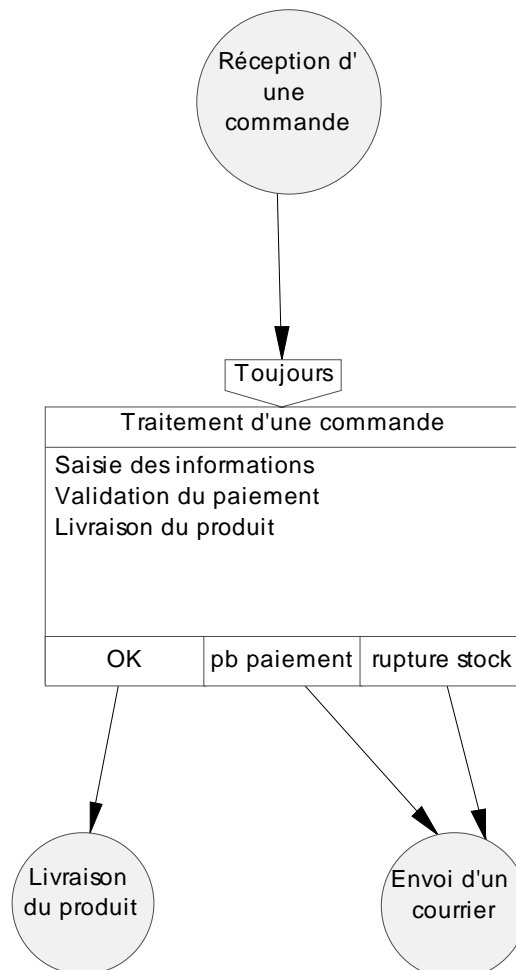 Réception d'
une
commande
Toujours
Traitement d'une commande
Saisie des informations
Validation du paiement
Livraison du produit
OK
pb paiement
rupture stock
Livraison
du produit
Envoi d'un
courrier